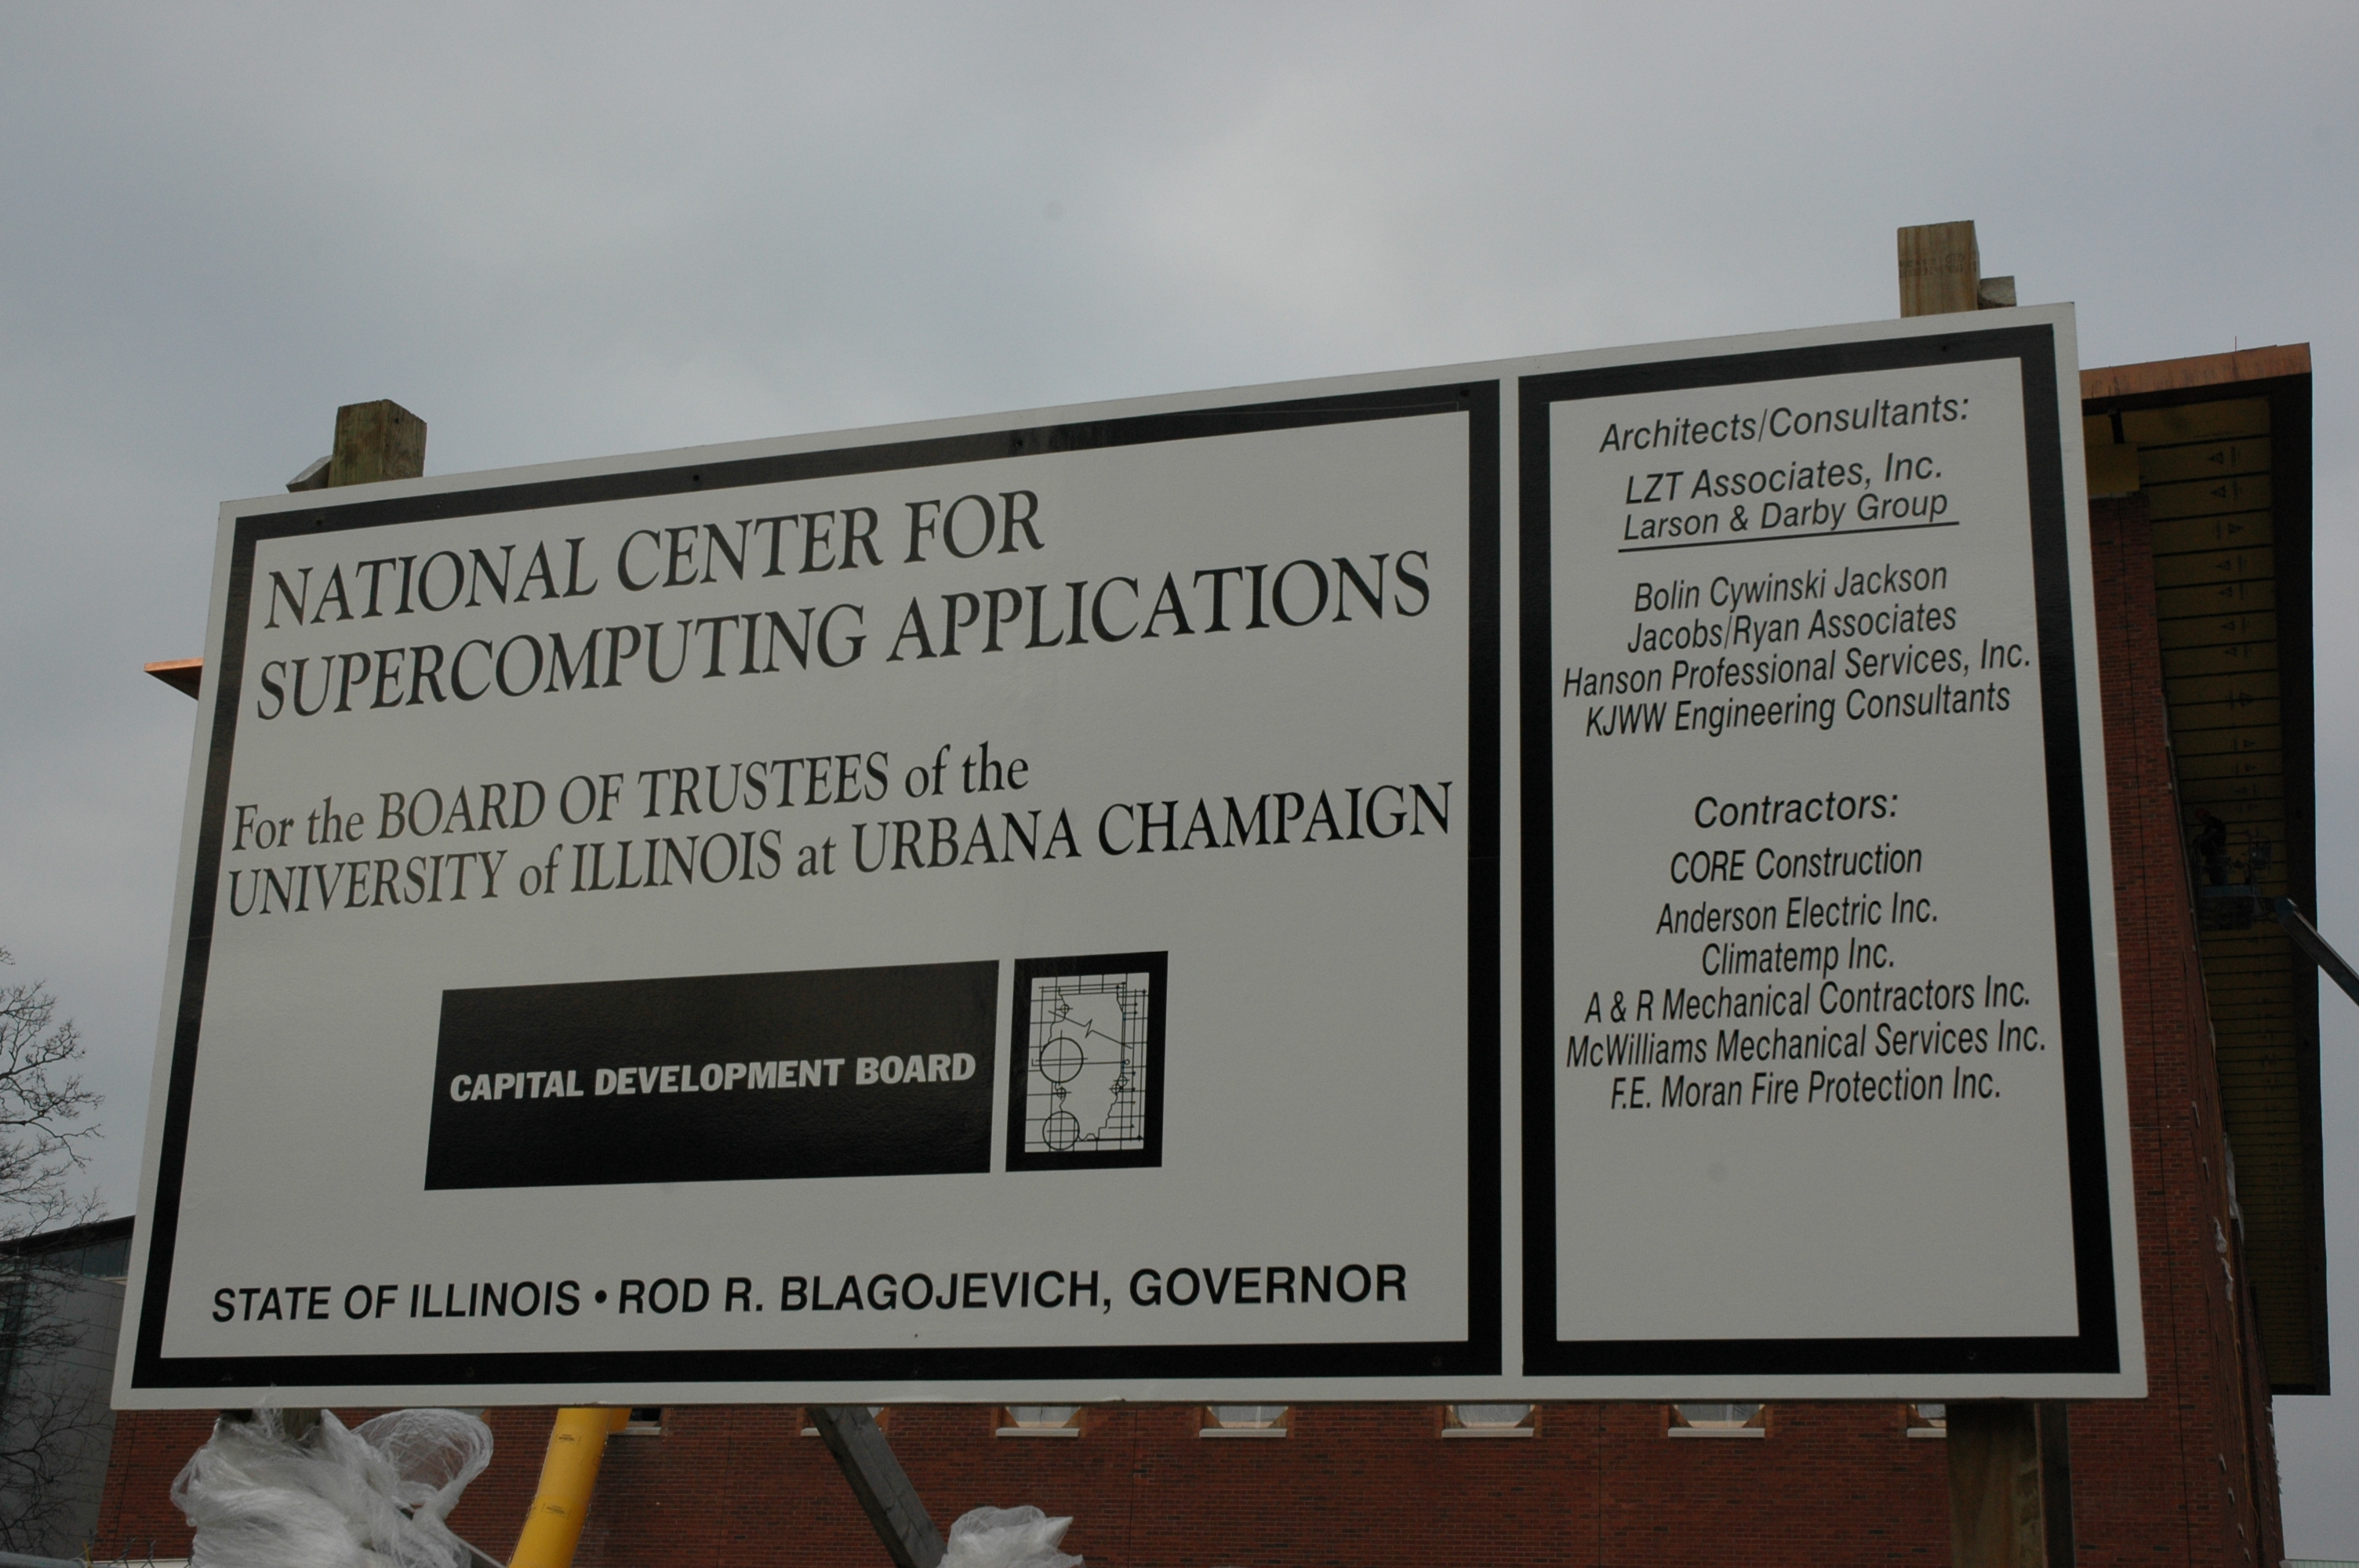 NATIONAL CENTER FOR
SUPERCOMPUTING APPLICATIONS
For the BOARD OF TRUSTEES of the
UNIVERSITY of ILLINOIS at URBANA CHAMPAIGN
CAPITAL DEVELOPMENT BOARD
STATE OF ILLINOIS • ROD R. BLAGOJEVICH, GOVERNOR
Architects/Consultants:
LZT Associates, Inc.
Larson & Darby Group
Bolin Cywinski Jackson
Jacobs/Ryan Associates
Hanson Professional Services, Inc.
KJWW Engineering Consultants
Contractors:
CORE Construction
Anderson Electric Inc.
Climatemp Inc.
A & R Mechanical Contractors Inc.
McWilliams Mechanical Services Inc.
F.E. Moran Fire Protection Inc.